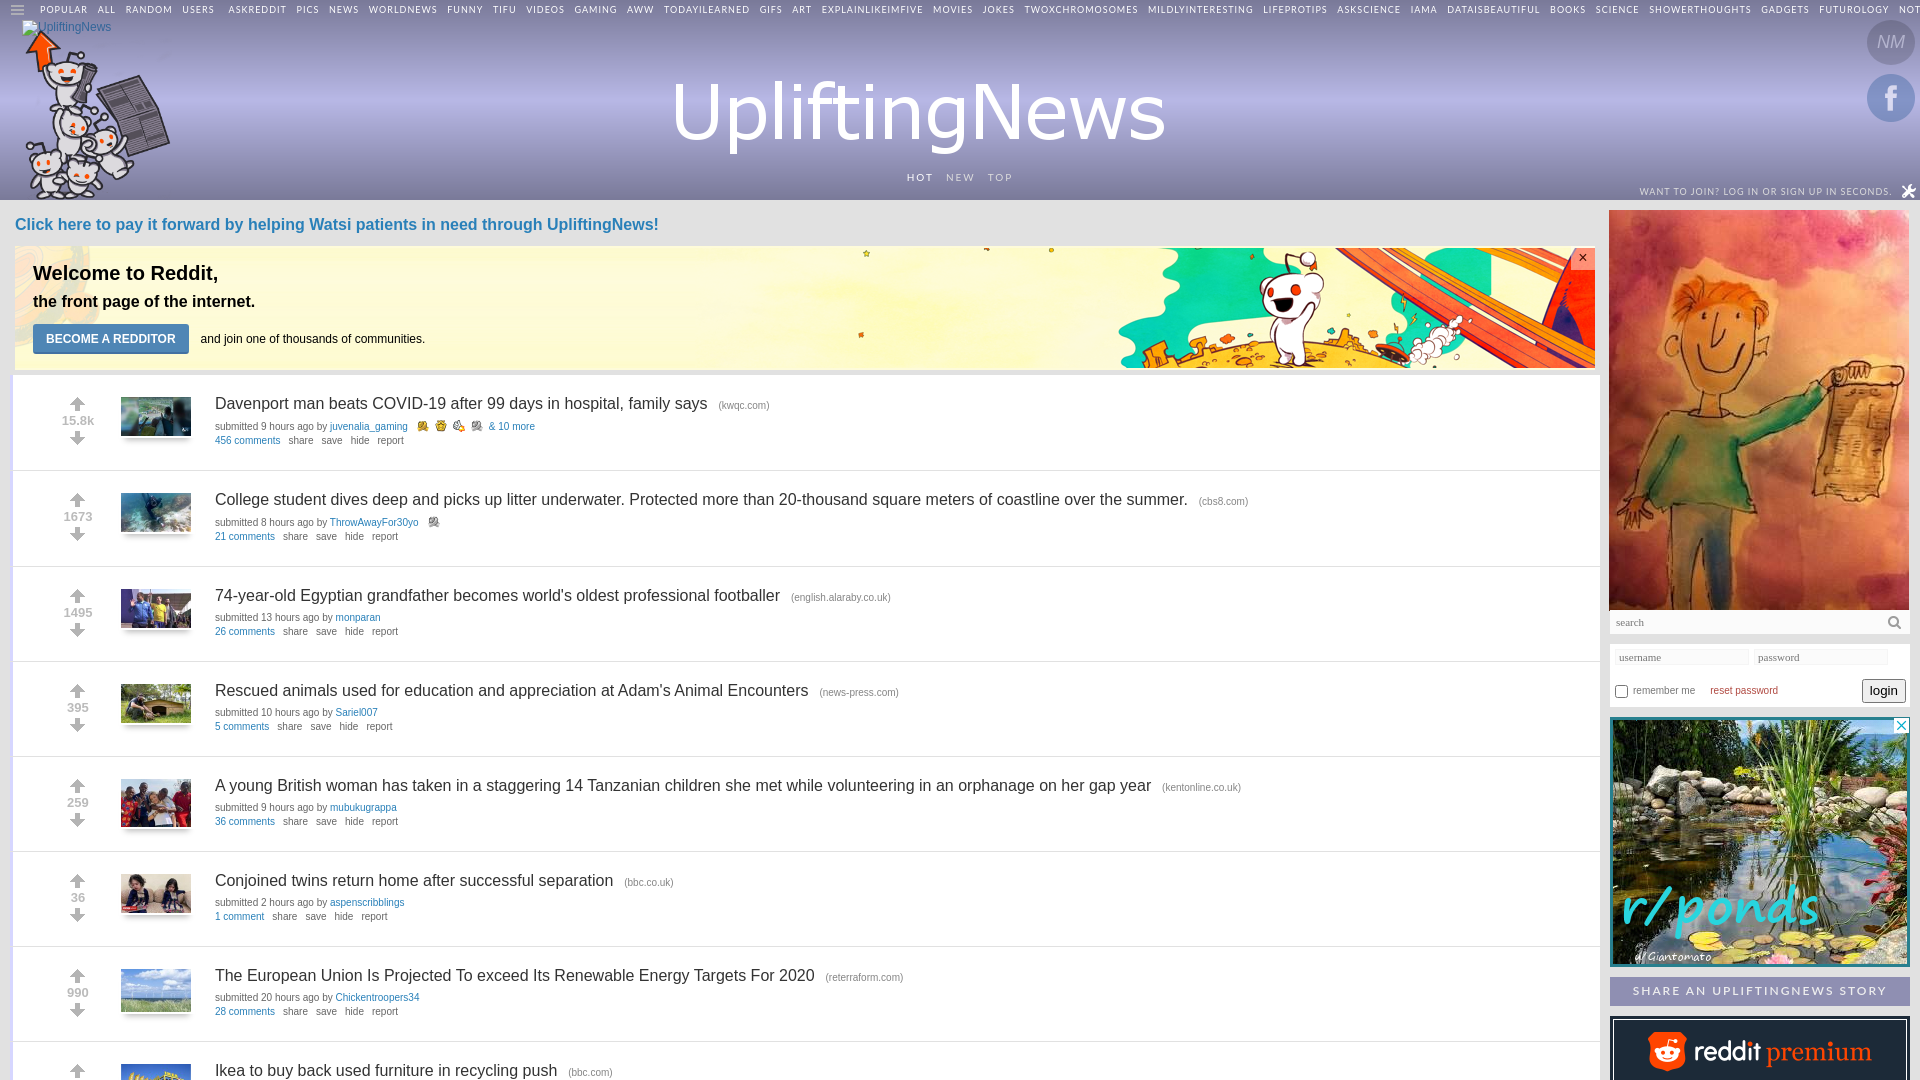 POPULAR ALL RANDOM USERS ASKREDDIT PICS NEWS WORLDNEWS FUNNY TIFU VIDEOS GAMING AWW TODAYILEARNED GIFS ART EXPLAINLIKEIMFIVE MOVIES JOKES TWOXCHROMOSOMES MILDLYINTERESTING LIFEPROTIPS ASKSCIENCE IAMA DATAISBEAUTIFUL BOOKS SCIENCE SHOWERTHOUGHTS GADGETS FUTUROLOGY NOT
UpliftingNews
NM
f
UpliftingNews
HOT NEW TOP
WANT TO JOIN? LOG IN OR SIGN UP IN SECONDS.
Click here to pay it forward by helping Watsi patients in need through UpliftingNews!
Welcome to Reddit,
the front page of the internet.
BECOME A REDDITOR and join one of thousands of communities.
×
15.8k
Davenport man beats COVID-19 after 99 days in hospital, family says (kwqc.com)
submitted 9 hours ago by juvenalia_gaming & 10 more
456 comments share save hide report
1673
College student dives deep and picks up litter underwater. Protected more than 20-thousand square meters of coastline over the summer. (cbs8.com)
submitted 8 hours ago by ThrowAwayFor30yo
21 comments share save hide report
1495
74-year-old Egyptian grandfather becomes world's oldest professional footballer (english.alaraby.co.uk)
submitted 13 hours ago by monparan
26 comments share save hide report
395
Rescued animals used for education and appreciation at Adam's Animal Encounters (news-press.com)
submitted 10 hours ago by Sariel007
5 comments share save hide report
259
A young British woman has taken in a staggering 14 Tanzanian children she met while volunteering in an orphanage on her gap year (kentonline.co.uk)
submitted 9 hours ago by mubukugrappa
36 comments share save hide report
36
Conjoined twins return home after successful separation (bbc.co.uk)
submitted 2 hours ago by aspenscribblings
1 comment share save hide report
990
The European Union Is Projected To exceed Its Renewable Energy Targets For 2020 (reterraform.com)
submitted 20 hours ago by Chickentroopers34
28 comments share save hide report
Ikea to buy back used furniture in recycling push (bbc.com)
search
username password
remember me reset password login
r/ponds
u/Giantomato
SHARE AN UPLIFTINGNEWS STORY
reddit premium